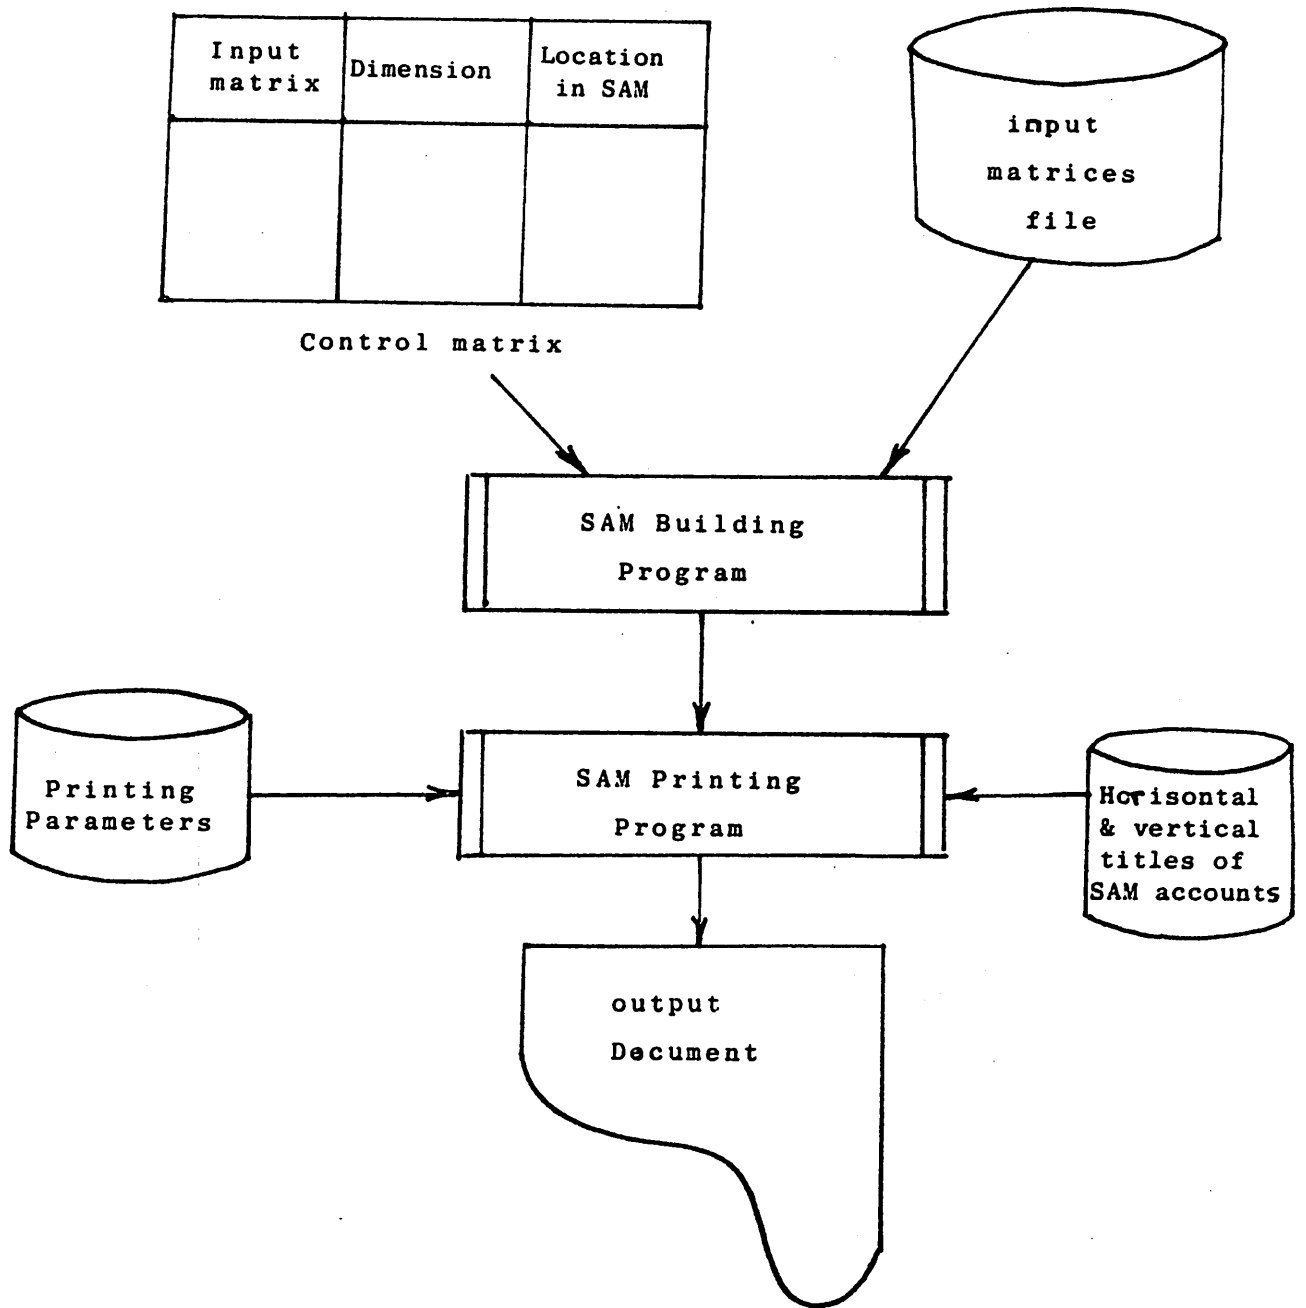 Input
matrix
Dimension
Location
in SAM
input
matrices
file
Control matrix
SAM Building
Program
Printing
Parameters
SAM Printing
Program
Horisontal
& vertical
titles of
SAM accounts
output
Document